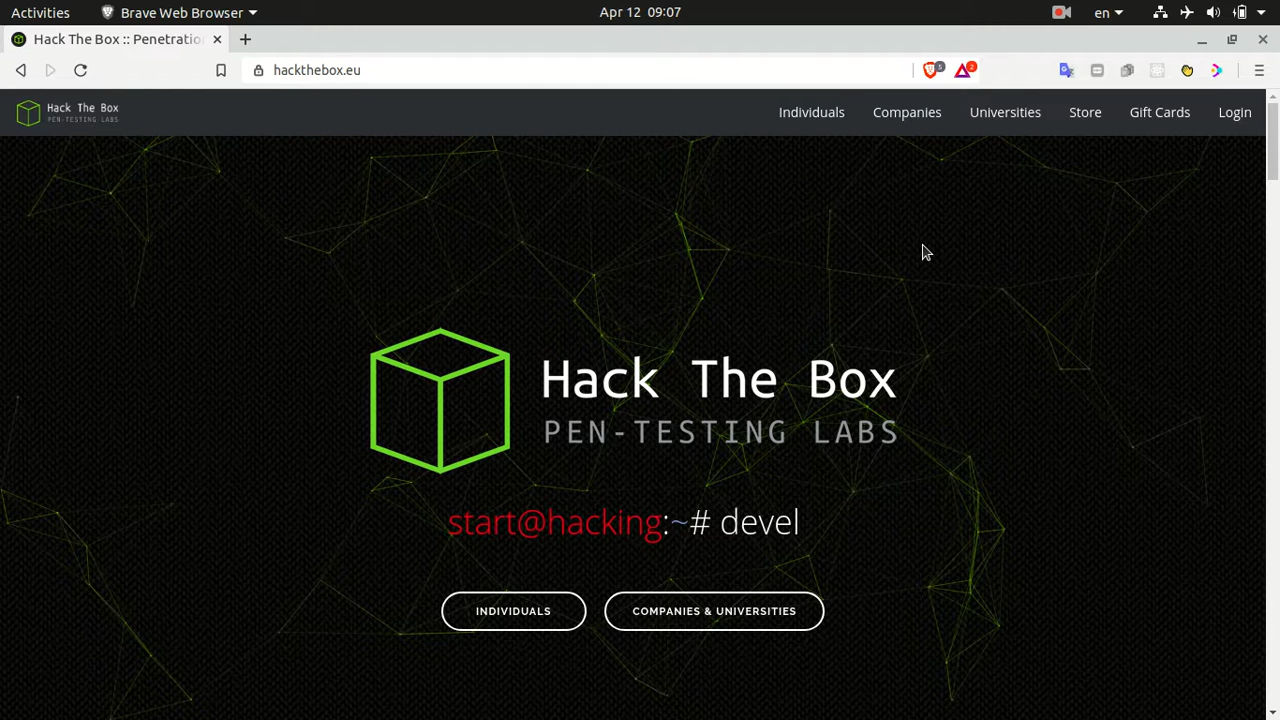 Activities Brave Web Browser Apr 12 09:07 en
Hack The Box :: Penetratio
hackthebox.eu 5 2
Hack The Box
PEN-TESTING LABS
Individuals Companies Universities Store Gift Cards Login
Hack The Box
PEN-TESTING LABS
start@hacking:~# devel
INDIVIDUALS COMPANIES & UNIVERSITIES